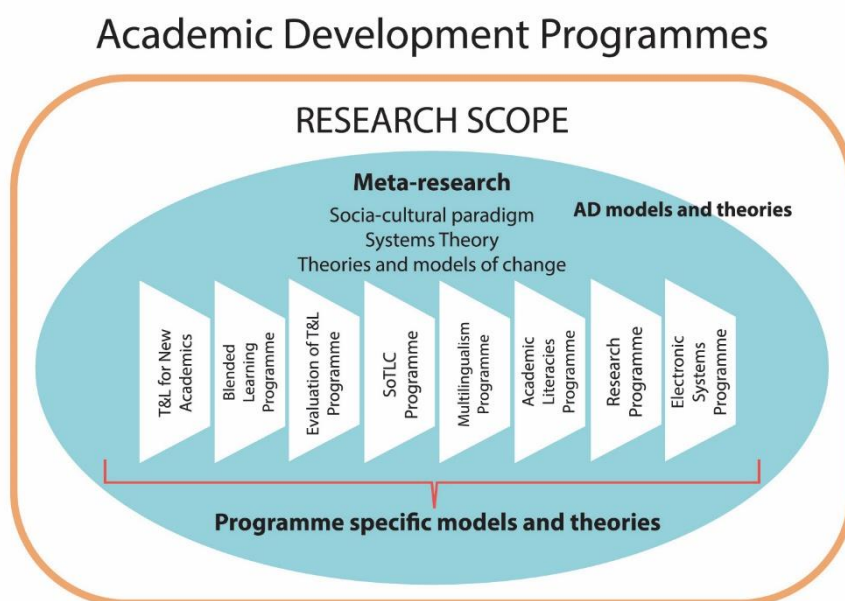 Academic Development Programmes
RESEARCH SCOPE
Meta-research
AD models and theories
Socia-cultural paradigm
Systems Theory
Theories and models of change
T&L for New
Academics
Blended
Learning
Programme
Evaluation of T&L
Programme
SoTLC
Programme
Multilingualism
Programme
Academic
Literacies
Programme
Research
Programme
Electronic
Systems
Programme
Programme specific models and theories